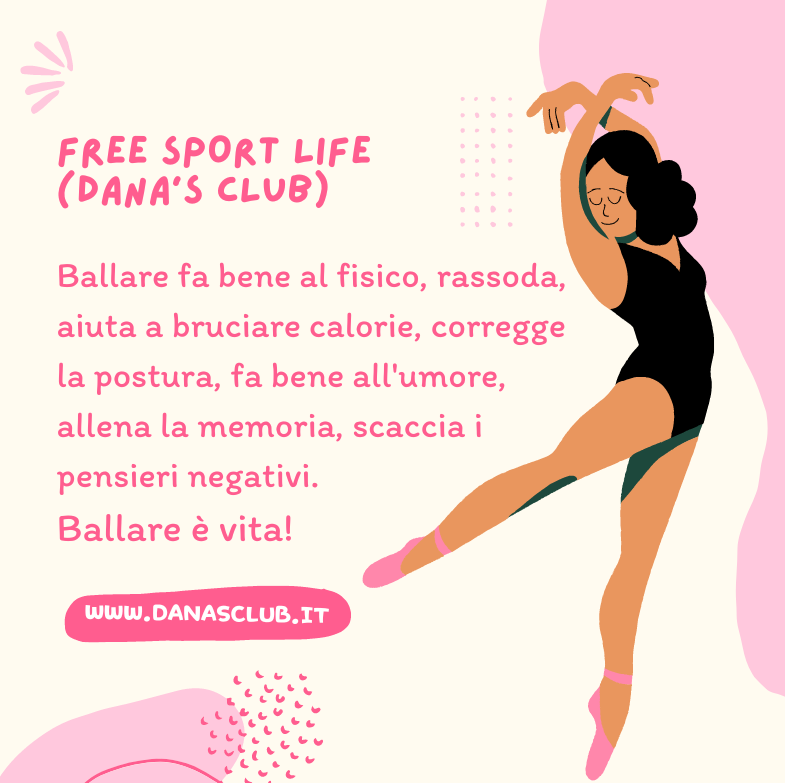 FREE SPORT LIFE
(DANA'S CLUB)
Ballare fa bene al fisico, rassoda,
aiuta a bruciare calorie, corregge
la postura, fa bene all'umore,
allena la memoria, scaccia i
pensieri negativi.
Ballare è vita!
WWW.DANASCLUB.IT